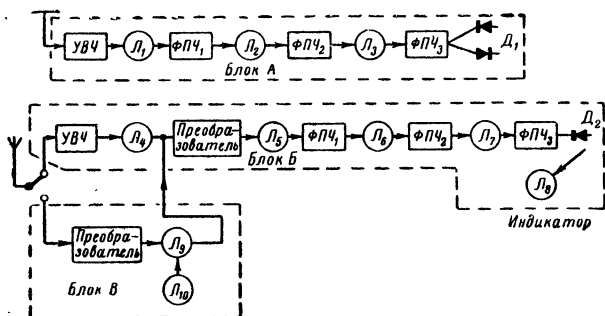 УВЧ Л1 ФПЧ1 Л2 ФПЧ2 Л3 ФПЧ3 Д1
Блок А
УВЧ Л4 Преобра-
зователь Л5 ФПЧ1 Л6 ФПЧ2 Л7 ФПЧ3 Д2
Блок Б
Л8
Индикатор
Преобра-
зователь Л9
Блок В Л10